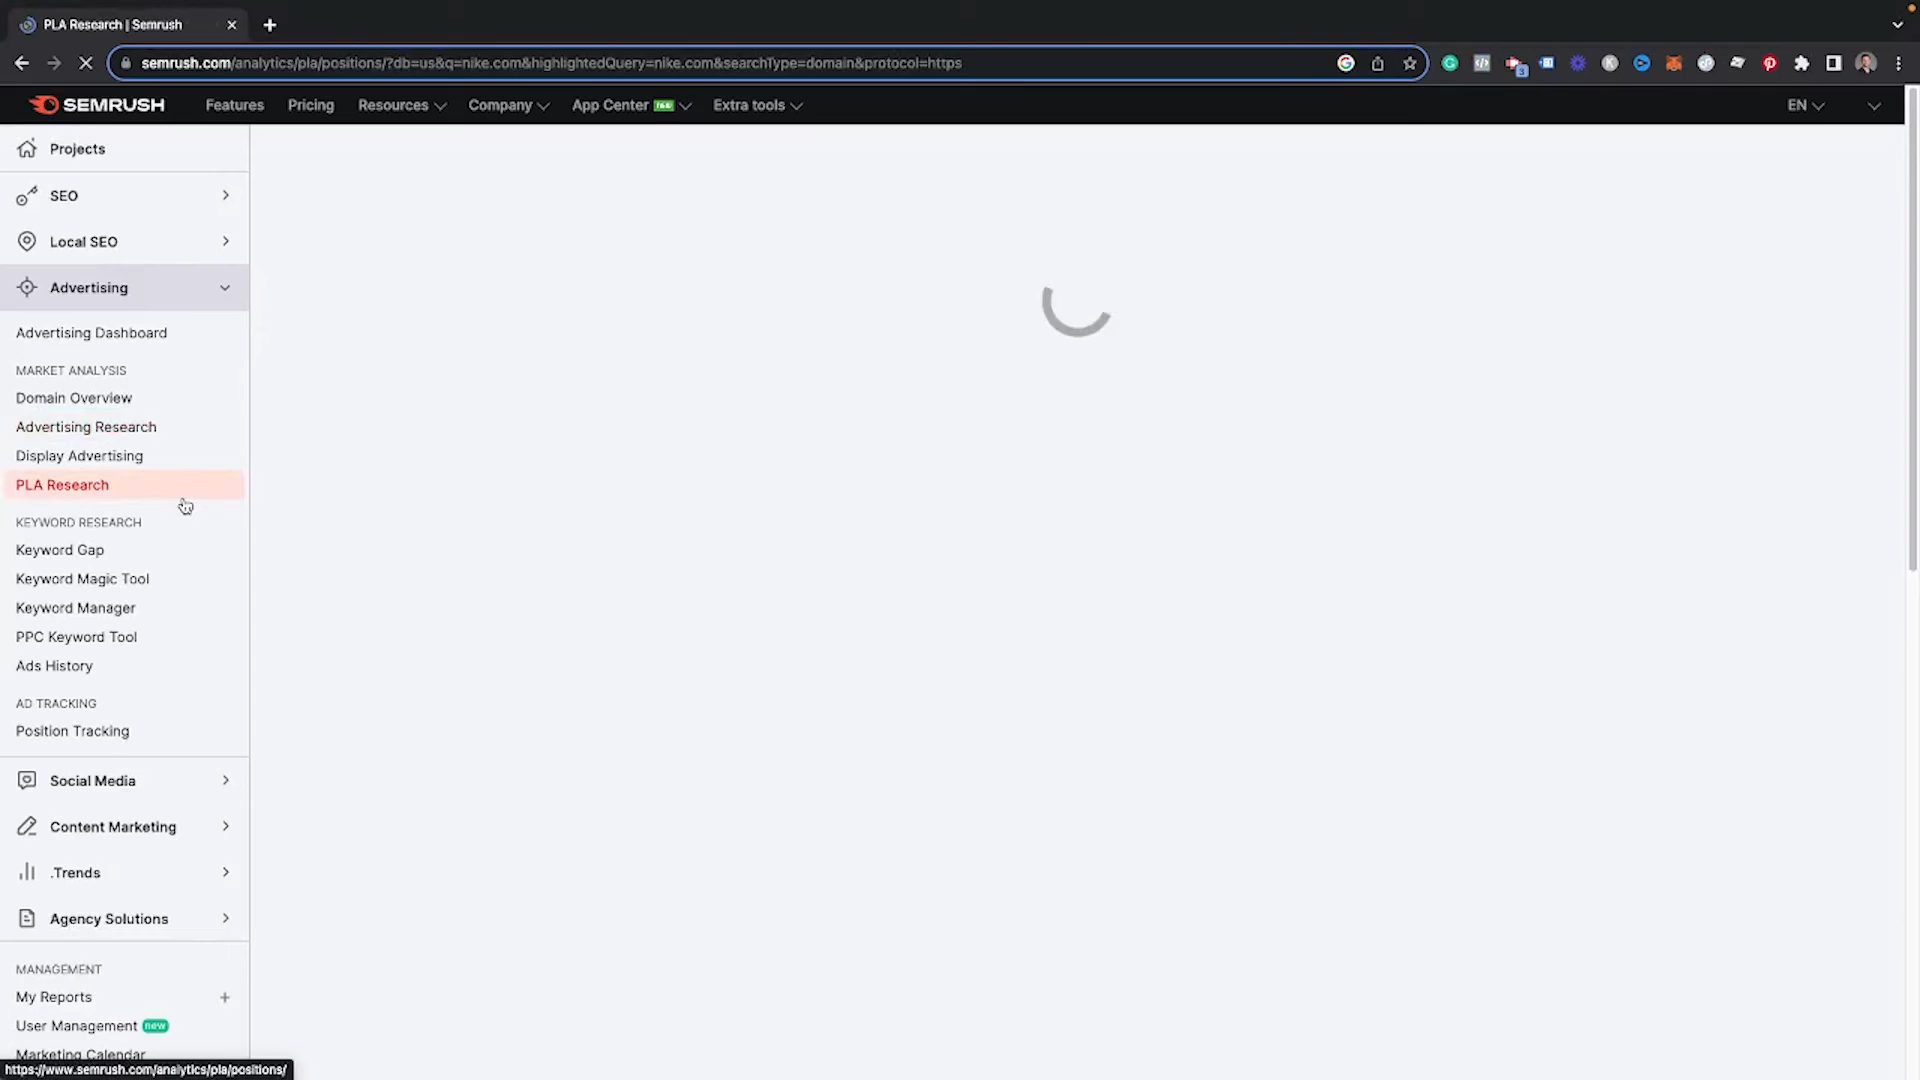 PLA Research | Semrush
semrush.com/analytics/pla/positions/?db=us&q=nike.com&highlightedQuery=nike.com&searchType=domain&protocol=https
3
SEMRUSH
Features
Pricing
Resources
Company
App Center
Extra tools
EN
Projects
SEO
Local SEO
Advertising
Advertising Dashboard
MARKET ANALYSIS
Domain Overview
Advertising Research
Display Advertising
PLA Research
KEYWORD RESEARCH
Keyword Gap
Keyword Magic Tool
Keyword Manager
PPC Keyword Tool
Ads History
AD TRACKING
Position Tracking
Social Media
Content Marketing
.Trends
Agency Solutions
MANAGEMENT
My Reports
User Management new
Marketing Calendar
https://www.semrush.com/analytics/pla/positions/